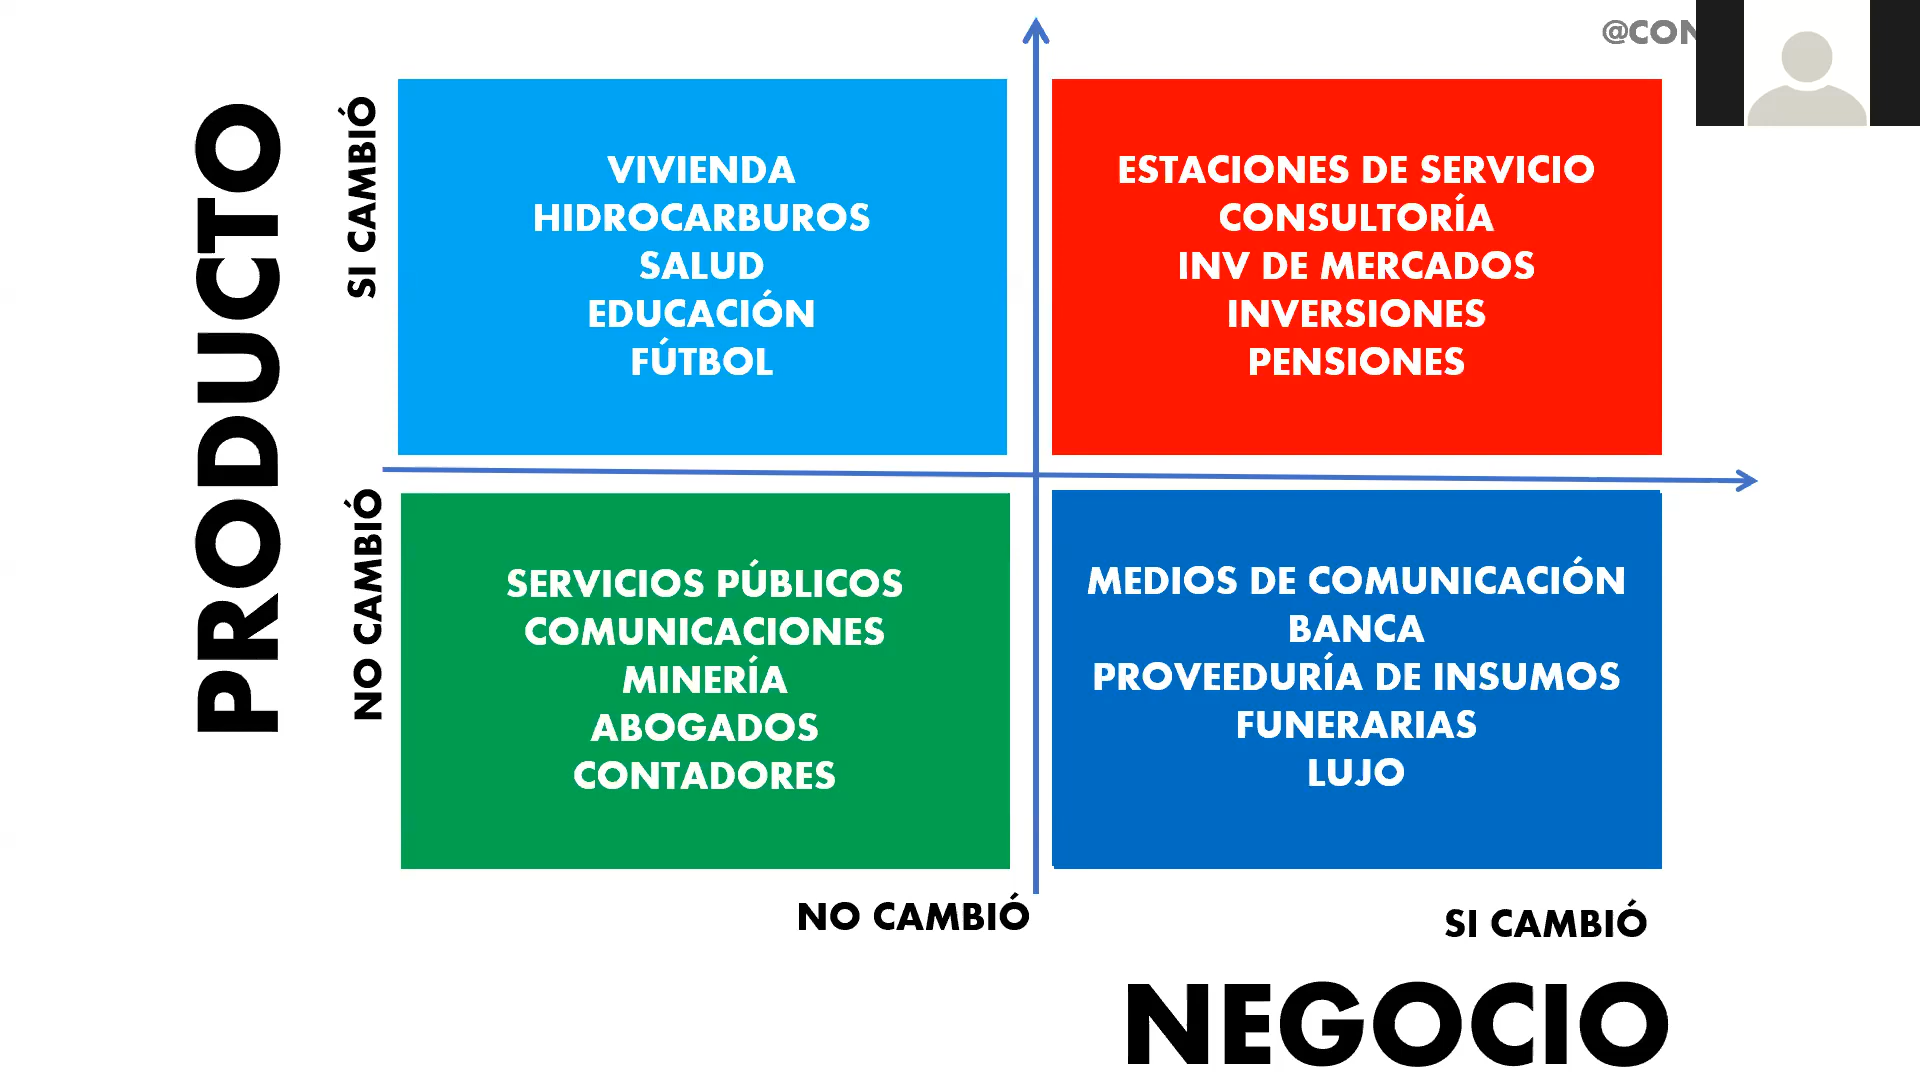 @CON
PRODUCTO
SI CAMBIÓ
VIVIENDA
HIDROCARBUROS
SALUD
EDUCACIÓN
FÚTBOL
ESTACIONES DE SERVICIO
CONSULTORÍA
INV DE MERCADOS
INVERSIONES
PENSIONES
NO CAMBIÓ
SERVICIOS PÚBLICOS
COMUNICACIONES
MINERÍA
ABOGADOS
CONTADORES
MEDIOS DE COMUNICACIÓN
BANCA
PROVEEDURÍA DE INSUMOS
FUNERARIAS
LUJO
NO CAMBIÓ
SI CAMBIÓ
NEGOCIO